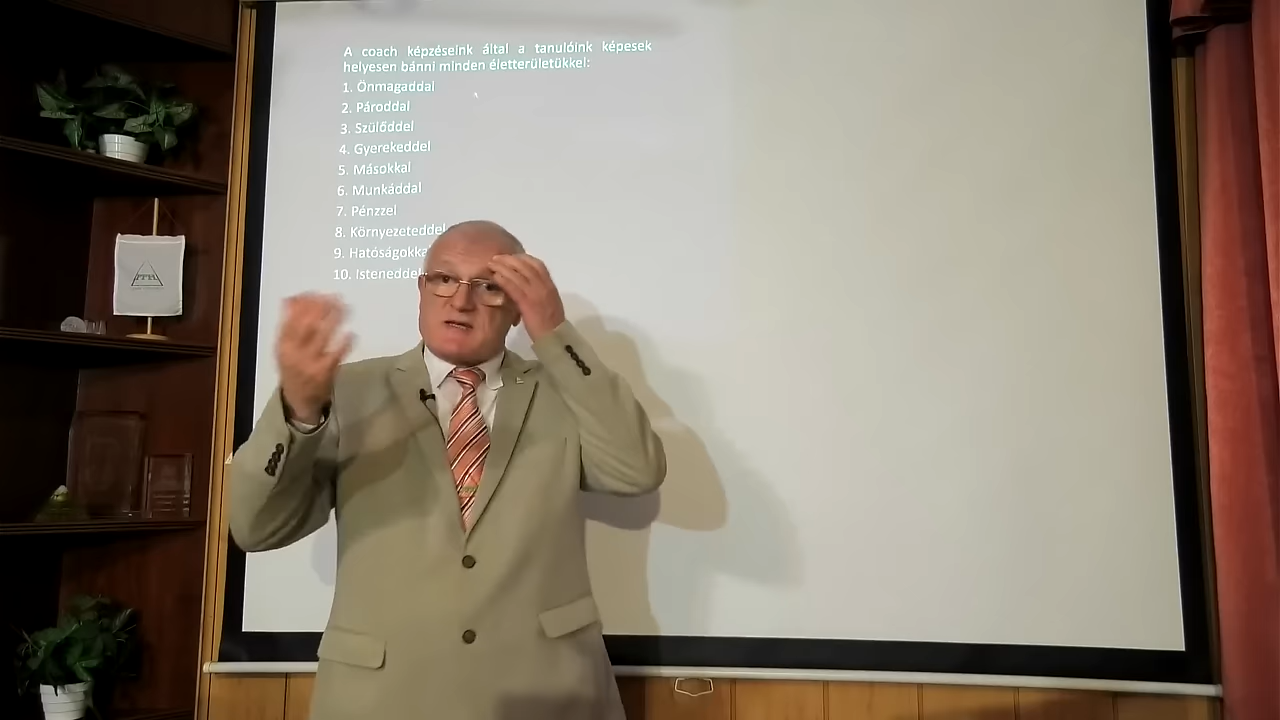 A coach képzéseink által a tanulóink képesek
helyesen bánni minden életterületükkel:
1. Önmagaddal
2. Pároddal
3. Szülőddel
4. Gyerekeddel
5. Másokkal
6. Munkáddal
7. Pénzzel
8. Környezeteddel
9. Hatóságokkal
10. Isteneddel